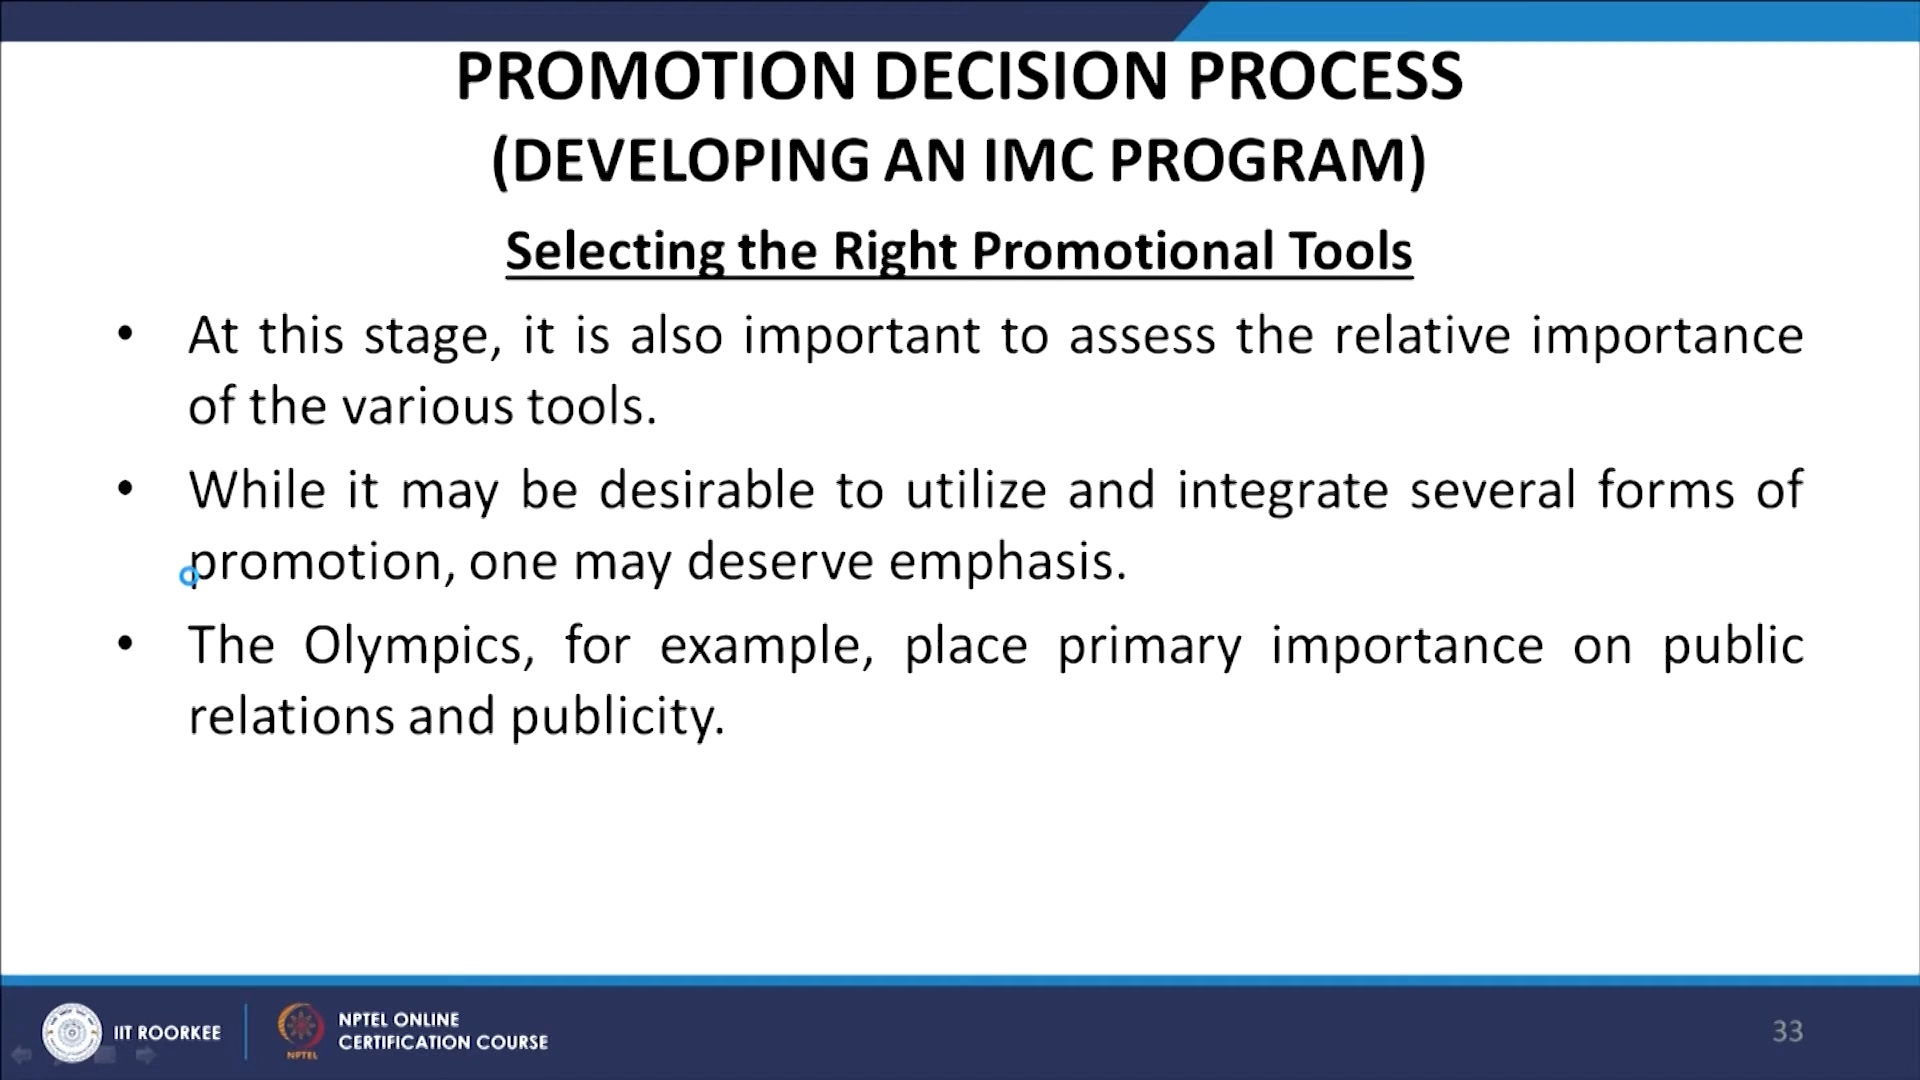 PROMOTION DECISION PROCESS
(DEVELOPING AN IMC PROGRAM)
Selecting the Right Promotional Tools
• At this stage, it is also important to assess the relative importance
of the various tools.
• While it may be desirable to utilize and integrate several forms of
promotion, one may deserve emphasis.
• The Olympics, for example, place primary importance on public
relations and publicity.
IIT ROORKEE
NPTEL
NPTEL ONLINE
CERTIFICATION COURSE
33